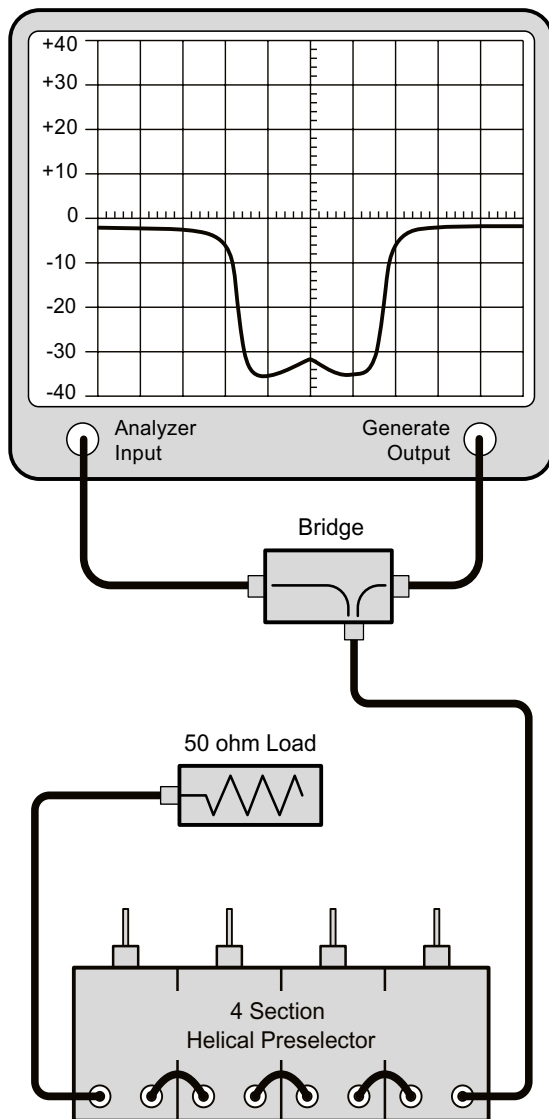 +40
+30
+20
+10
0
-10
-20
-30
-40
Analyzer
Input
Generate
Output
Bridge
50 ohm Load
4 Section
Helical Preselector